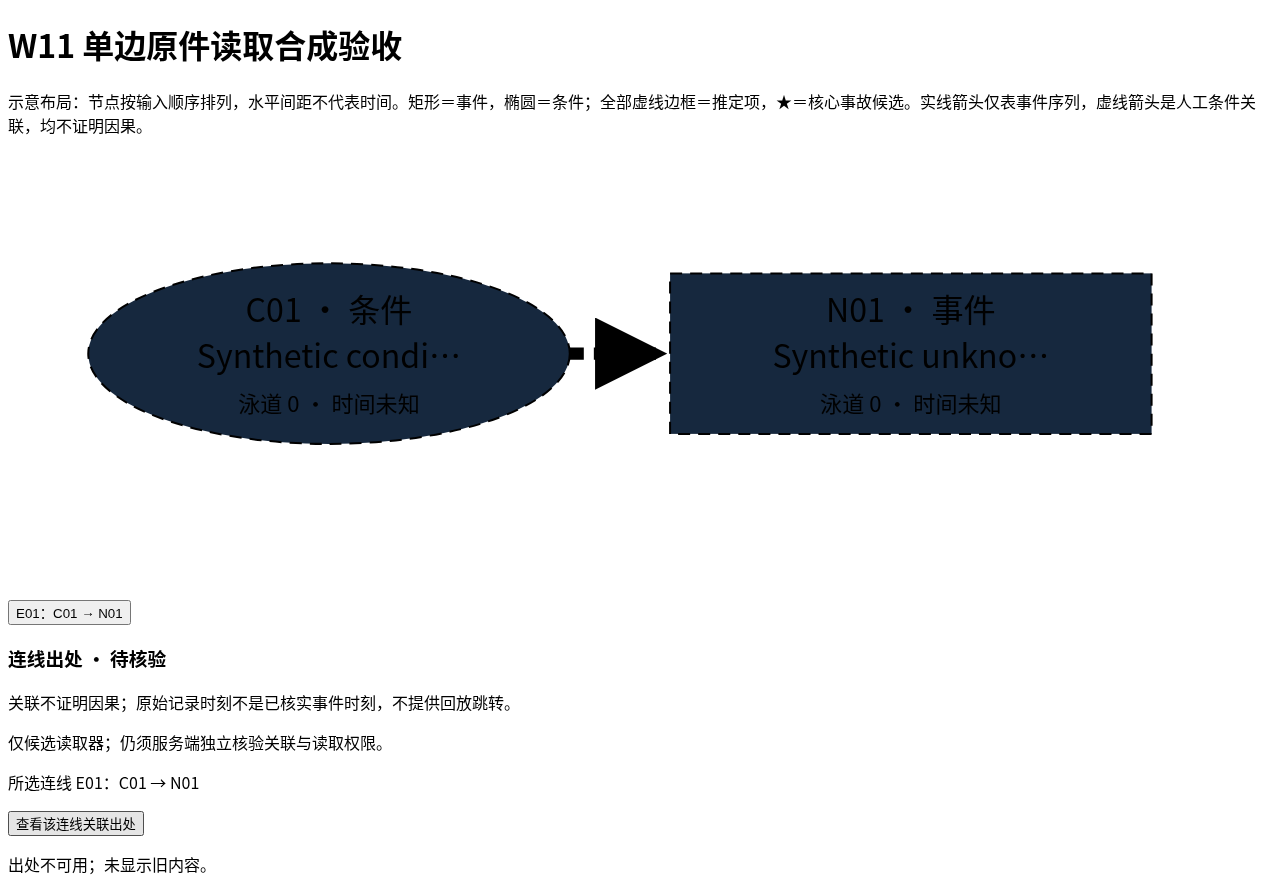 W11 单边原件读取合成验收
示意布局：节点按输入顺序排列，水平间距不代表时间。矩形＝事件，椭圆＝条件；全部虚线边框＝推定项，★＝核心事故候选。实线箭头仅表事件序列，虚线箭头是人工条件关
联，均不证明因果。
C01 · 条件
Synthetic condi…
泳道 0 · 时间未知
N01 · 事件
Synthetic unkno…
泳道 0 · 时间未知
E01：C01 → N01
连线出处 · 待核验
关联不证明因果；原始记录时刻不是已核实事件时刻，不提供回放跳转。
仅候选读取器；仍须服务端独立核验关联与读取权限。
所选连线 E01：C01 → N01
查看该连线关联出处
出处不可用；未显示旧内容。